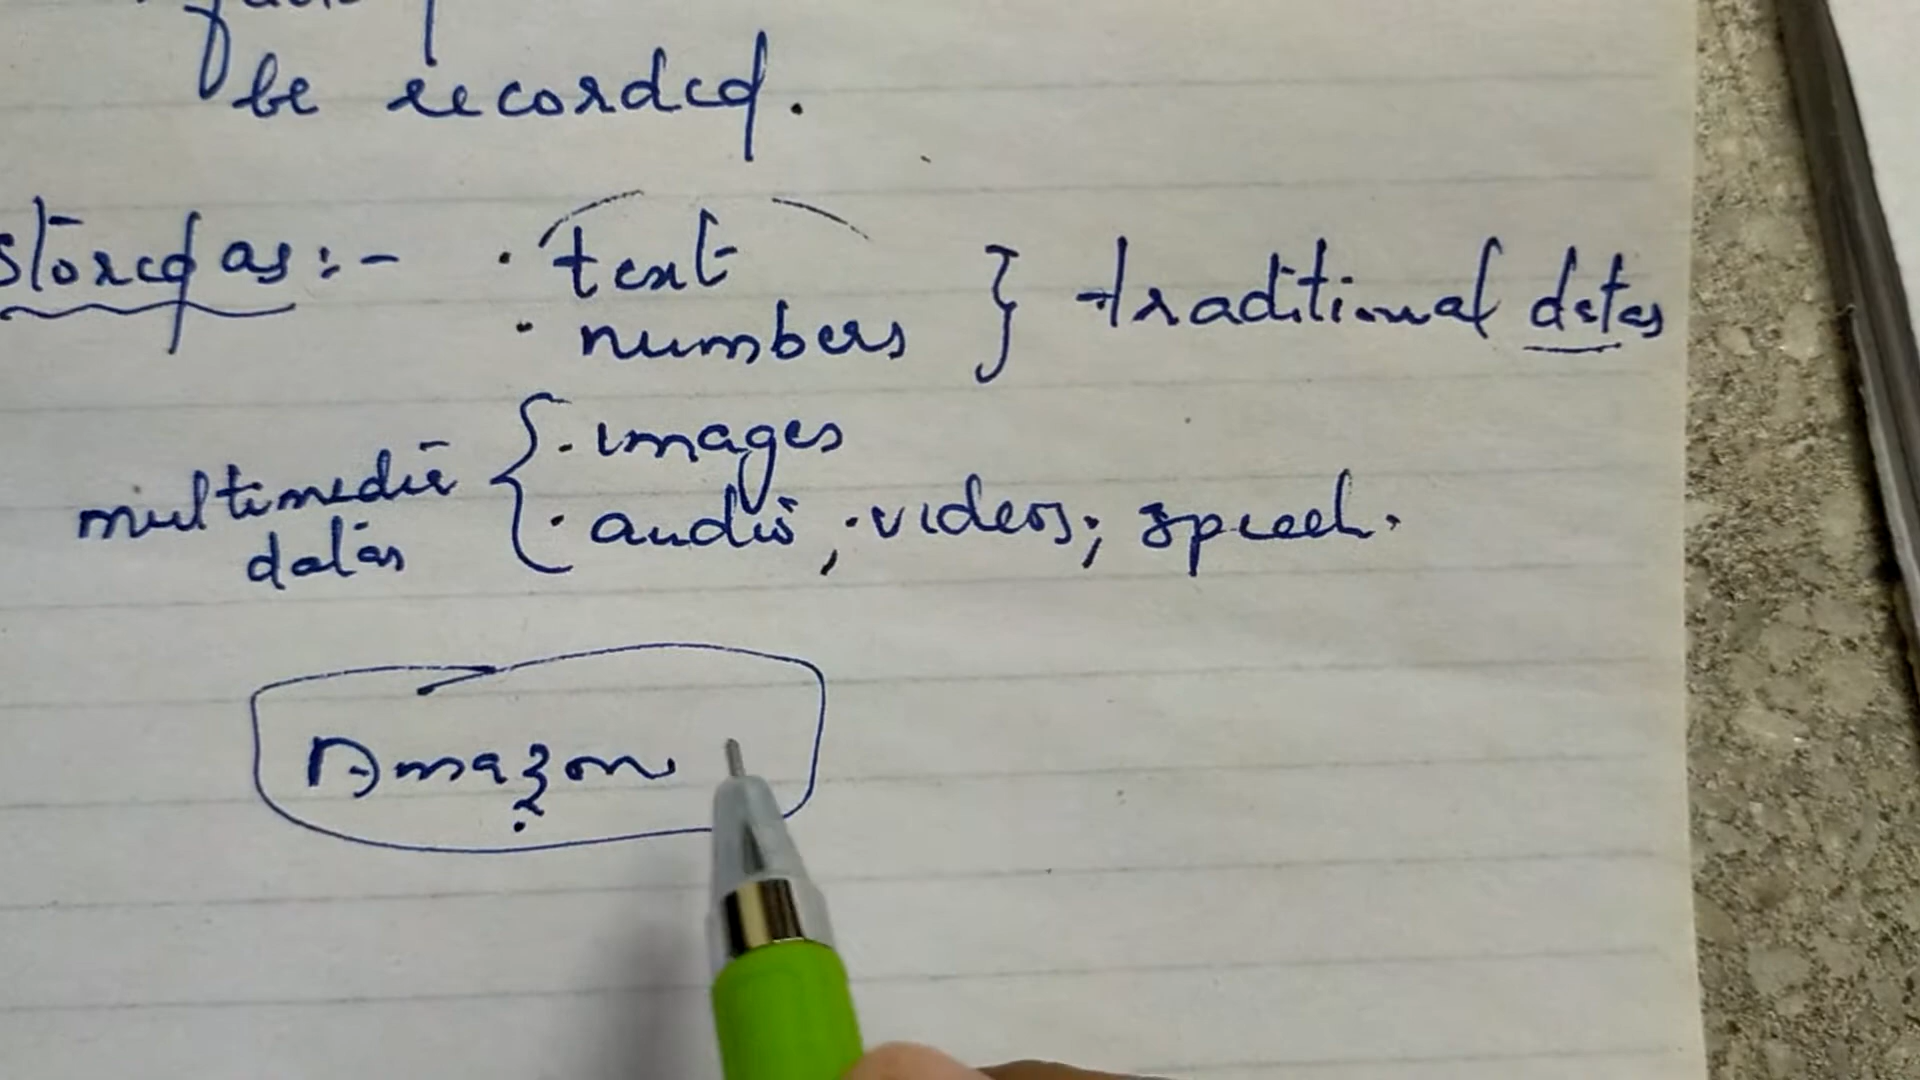 be recorded.
stored as :- · text
· numbers } traditional datas
multimedia datas { · images
· audio, · videos; speech.
Amazon